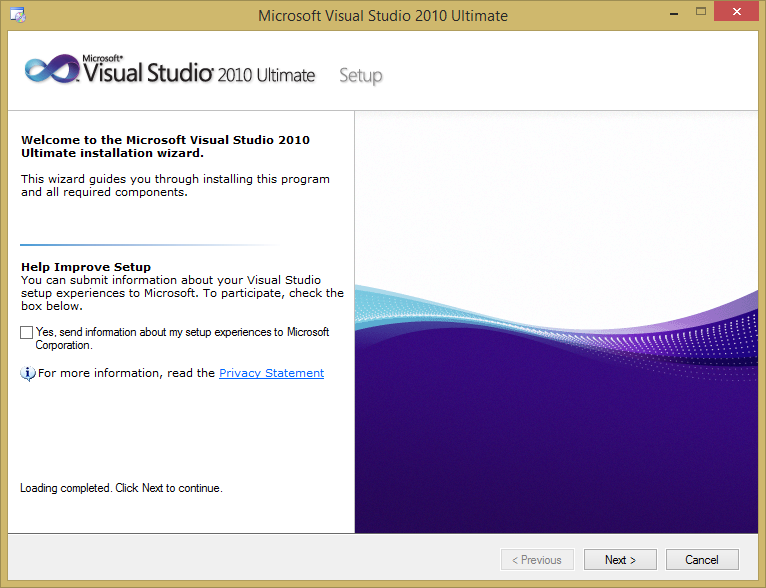 Microsoft Visual Studio 2010 Ultimate
Microsoft®
Visual Studio® 2010 Ultimate Setup
Welcome to the Microsoft Visual Studio 2010
Ultimate installation wizard.
This wizard guides you through installing this program
and all required components.
Help Improve Setup
You can submit information about your Visual Studio
setup experiences to Microsoft. To participate, check the
box below.
Yes, send information about my setup experiences to Microsoft
Corporation.
For more information, read the Privacy Statement
Loading completed. Click Next to continue.
< Previous Next > Cancel